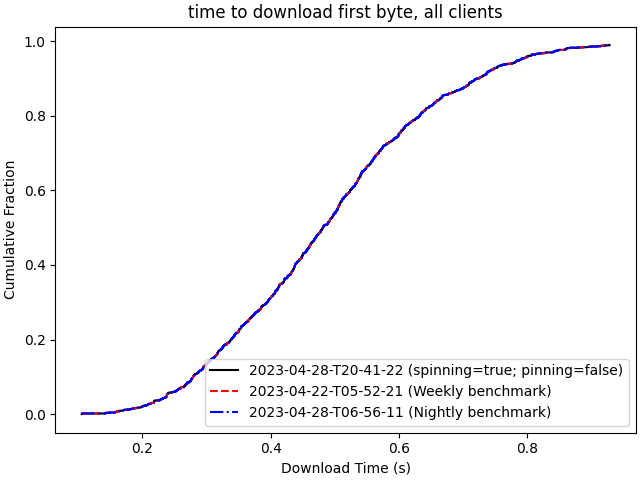 time to download first byte, all clients
1.0
0.8
0.6
0.4
0.2
0.0
Cumulative Fraction
2023-04-28-T20-41-22 (spinning=true; pinning=false)
2023-04-22-T05-52-21 (Weekly benchmark)
2023-04-28-T06-56-11 (Nightly benchmark)
0.2 0.4 0.6 0.8
Download Time (s)